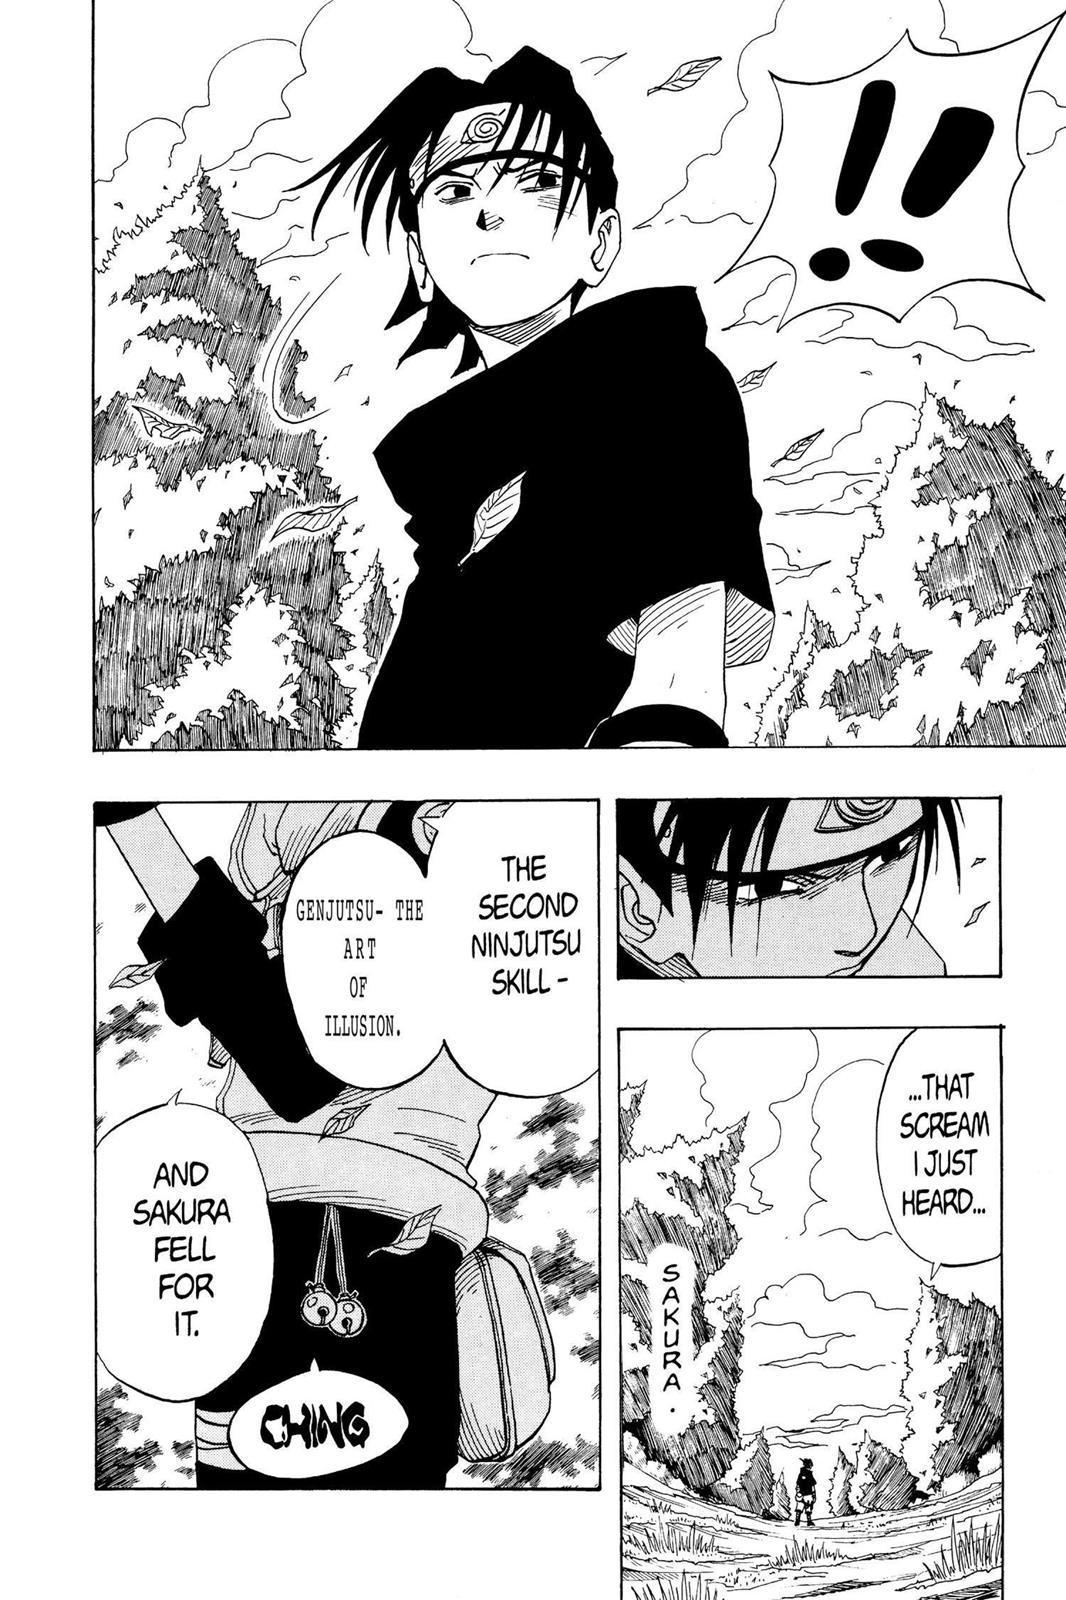 !!
...THAT
SCREAM
I JUST
HEARD...
SAKURA.
THE
SECOND
NINJUTSU
SKILL -
GENJUTSU- THE
ART
OF
ILLUSION.
AND
SAKURA
FELL
FOR
IT.
CHING